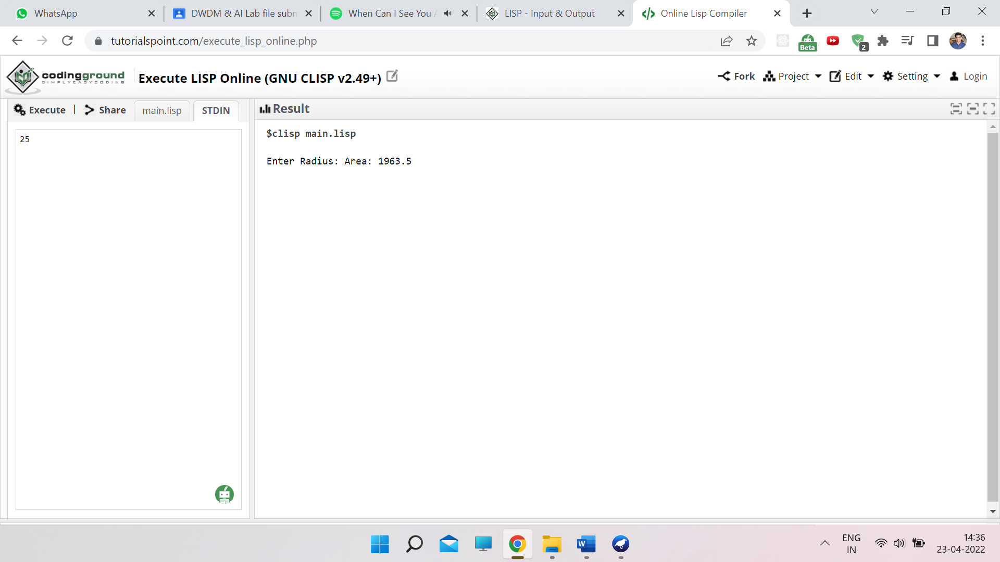 WhatsApp
DWDM & AI Lab file subm
When Can I See You A
LISP - Input & Output
Online Lisp Compiler
tutorialspoint.com/execute_lisp_online.php
Beta
2
codingground
SIMPLYEASYCODING
Execute LISP Online (GNU CLISP v2.49+)
Fork
Project
Edit
Setting
Login
Execute | Share
main.lisp
STDIN
Result
25
$clisp main.lisp
Enter Radius: Area: 1963.5
W
ENG
IN
14:36
23-04-2022